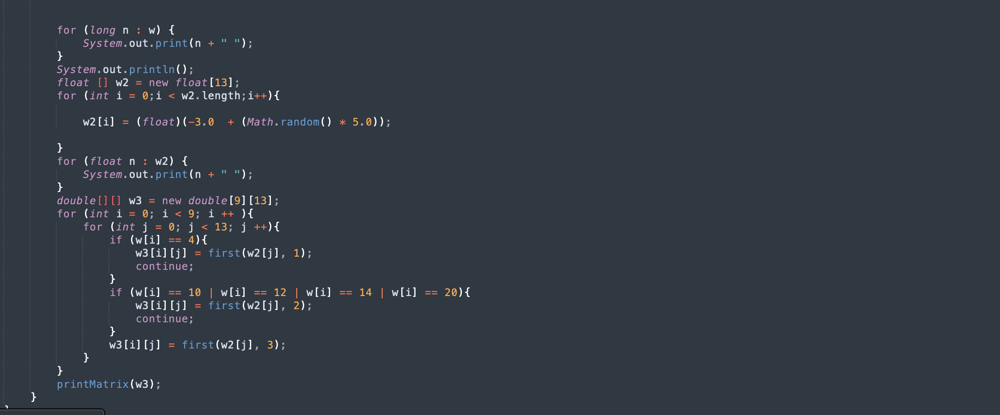 for (long n : w) {
System.out.print(n + " ");
}
System.out.println();
float [] w2 = new float[13];
for (int i = 0;i < w2.length;i++){
w2[i] = (float)(-3.0  + (Math.random() * 5.0));
}
for (float n : w2) {
System.out.print(n + " ");
}
double[][] w3 = new double[9][13];
for (int i = 0; i < 9; i ++ ){
for (int j = 0; j < 13; j ++){
if (w[i] == 4){
w3[i][j] = first(w2[j], 1);
continue;
}
if (w[i] == 10 | w[i] == 12 | w[i] == 14 | w[i] == 20){
w3[i][j] = first(w2[j], 2);
continue;
}
w3[i][j] = first(w2[j], 3);
}
}
printMatrix(w3);
}